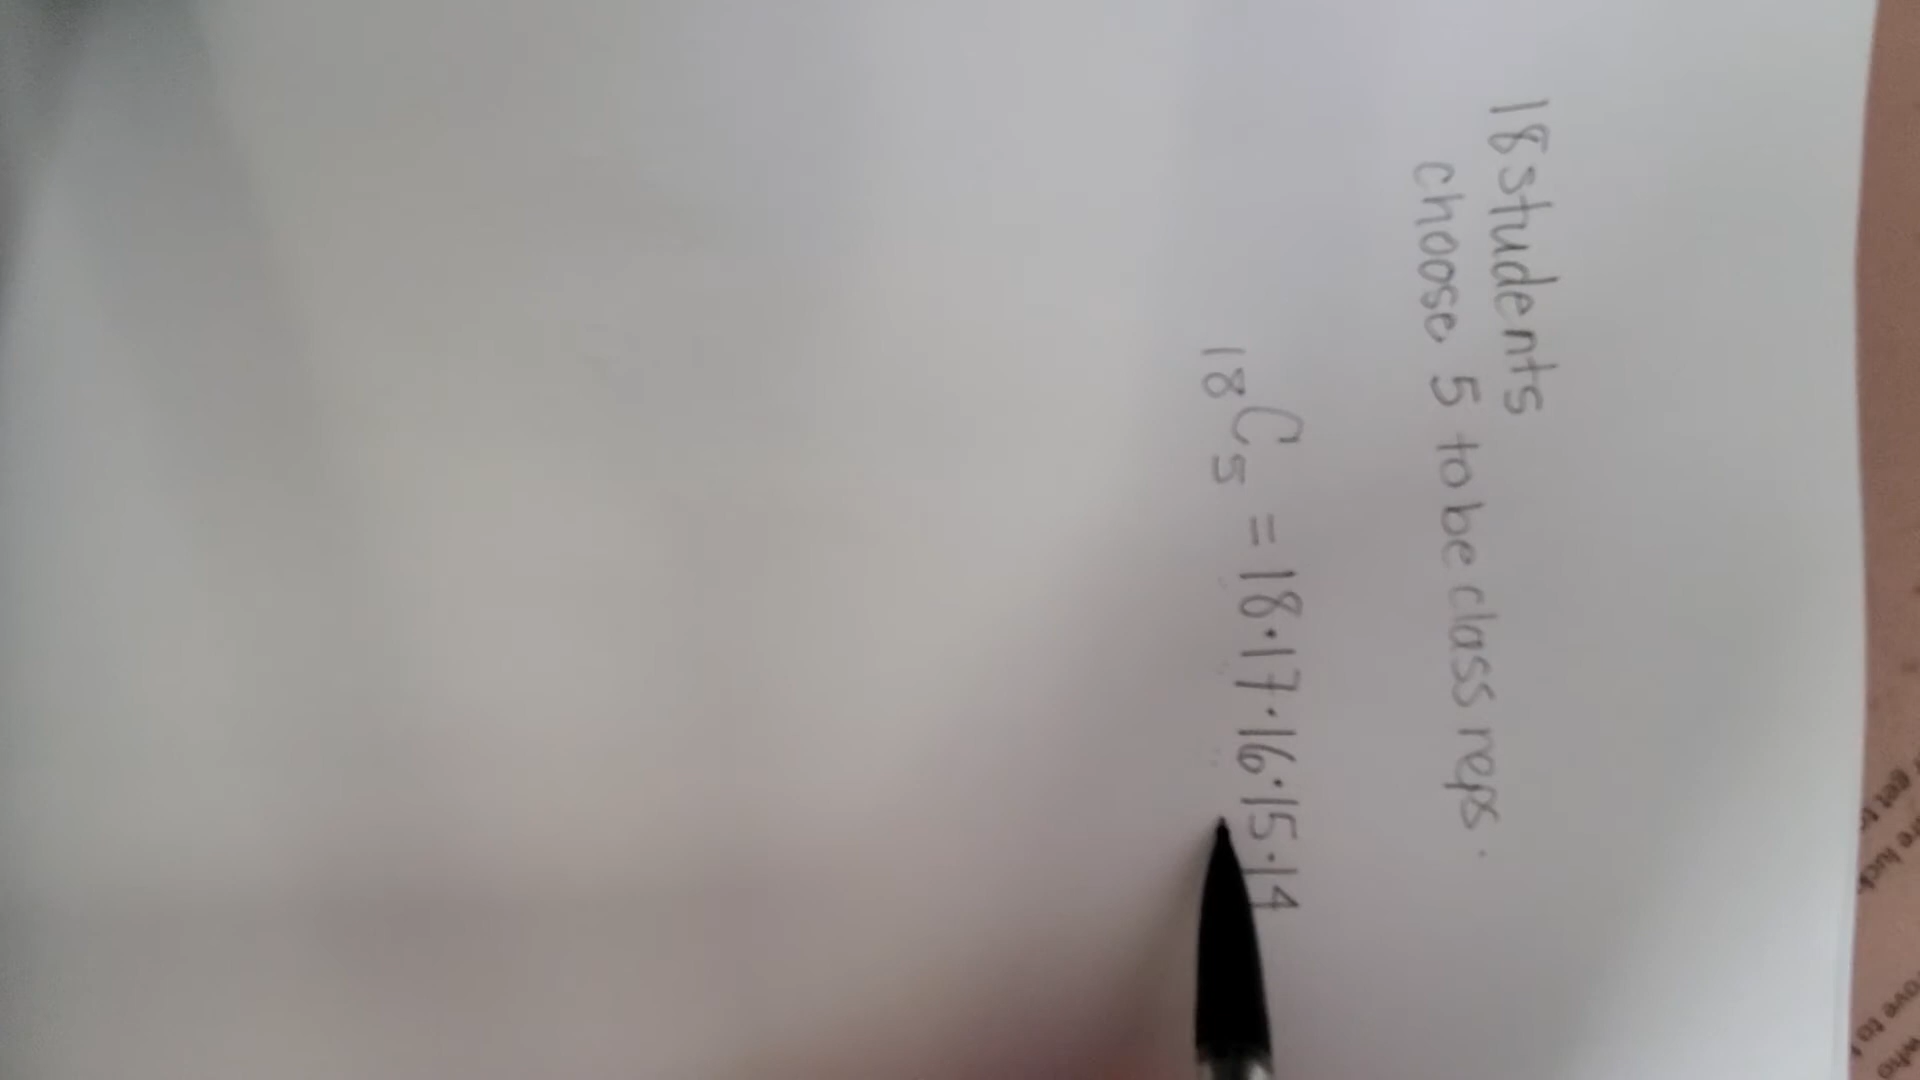 18 students
choose 5 to be class reps.
₁₈C₅ = 18·17·16·15·14